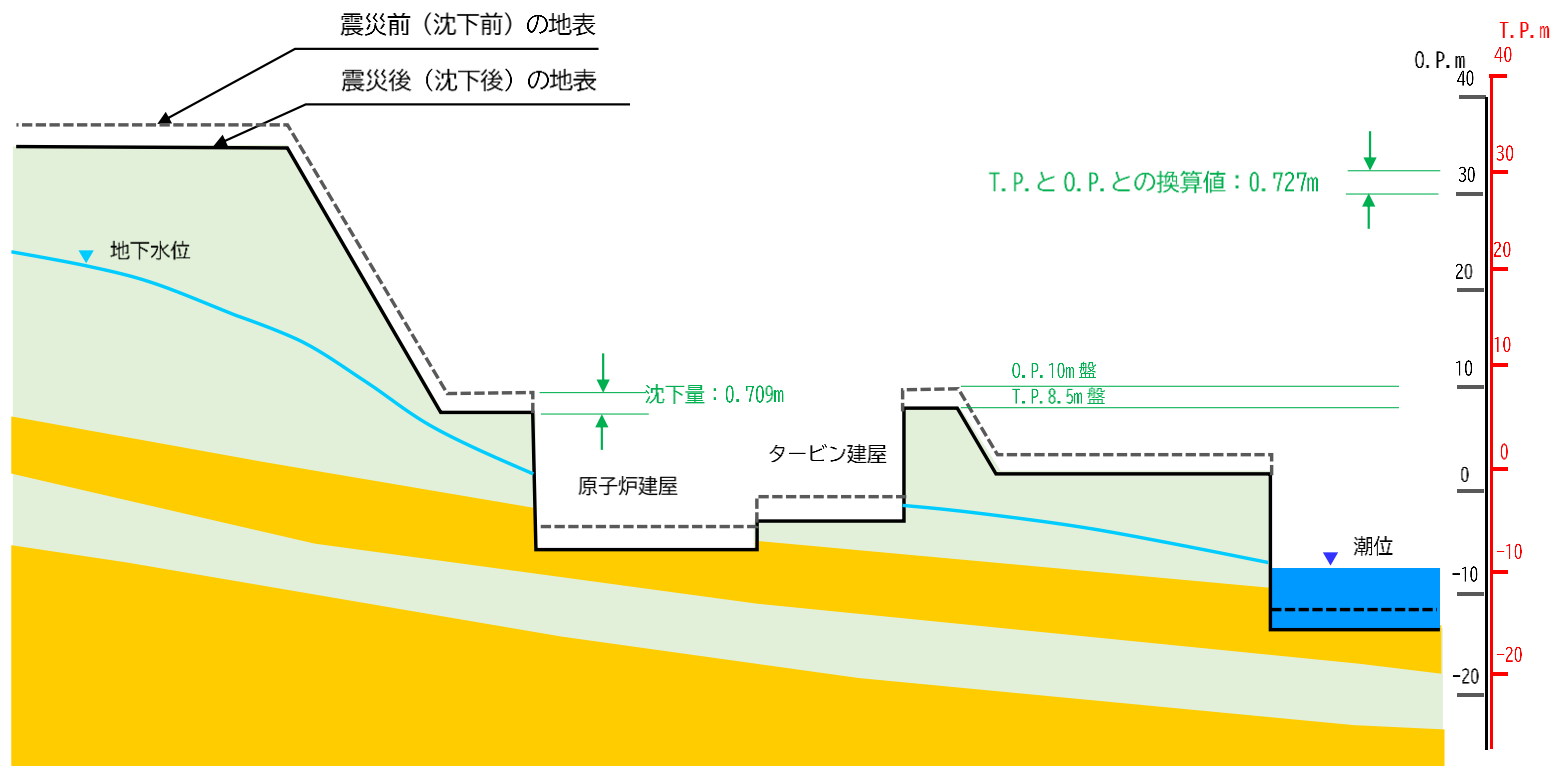 震災前（沈下前）の地表
震災後（沈下後）の地表
T.P.m
O.P.m
40
40
30
30
T.P.とO.P.との換算値：0.727m
地下水位
20
20
10
10
O.P.10m盤
沈下量：0.709m
T.P.8.5m盤
タービン建屋
0
0
原子炉建屋
潮位
-10
-10
-20
-20